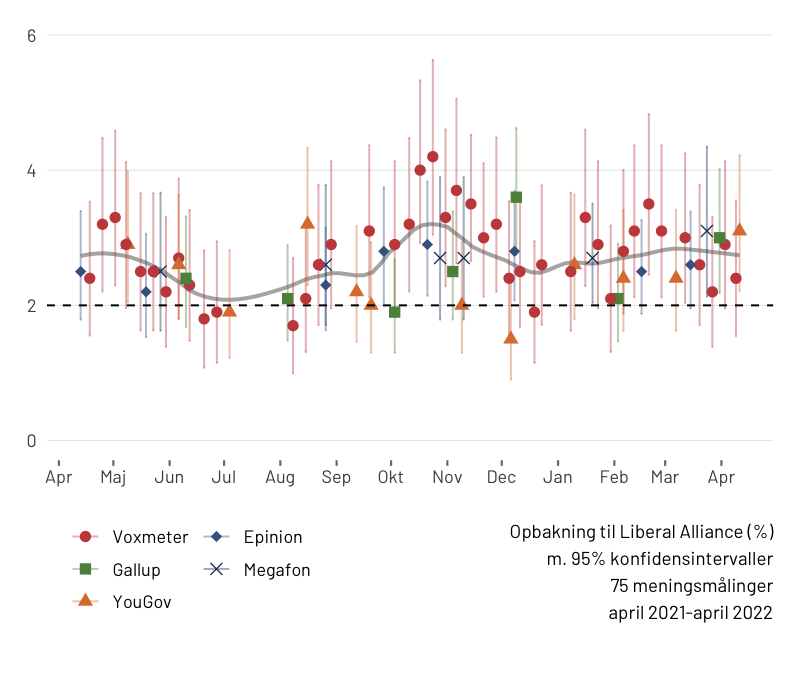 6
4
2
0
Apr Maj Jun Jul Aug Sep Okt Nov Dec Jan Feb Mar Apr
Voxmeter Epinion
Gallup Megafon
YouGov
Opbakning til Liberal Alliance (%)
m. 95% konfidensintervaller
75 meningsmålinger
april 2021-april 2022